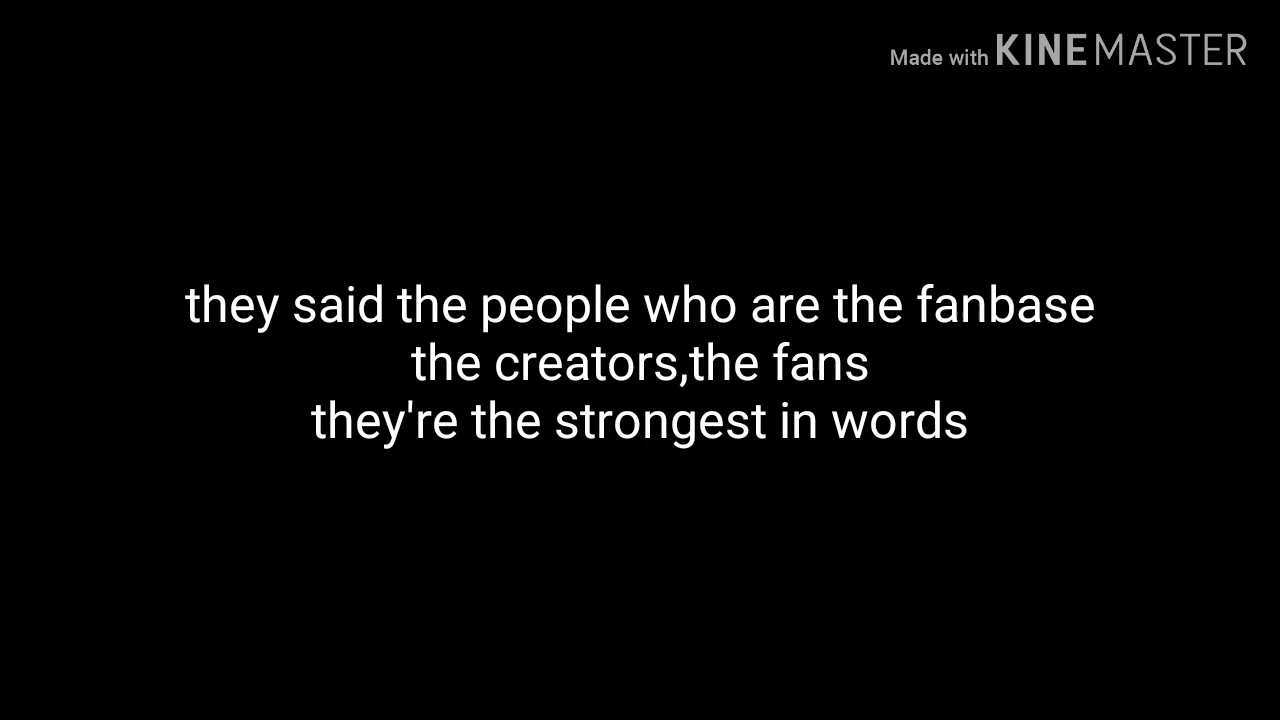 Made with KINEMASTER
they said the people who are the fanbase
the creators,the fans
they're the strongest in words